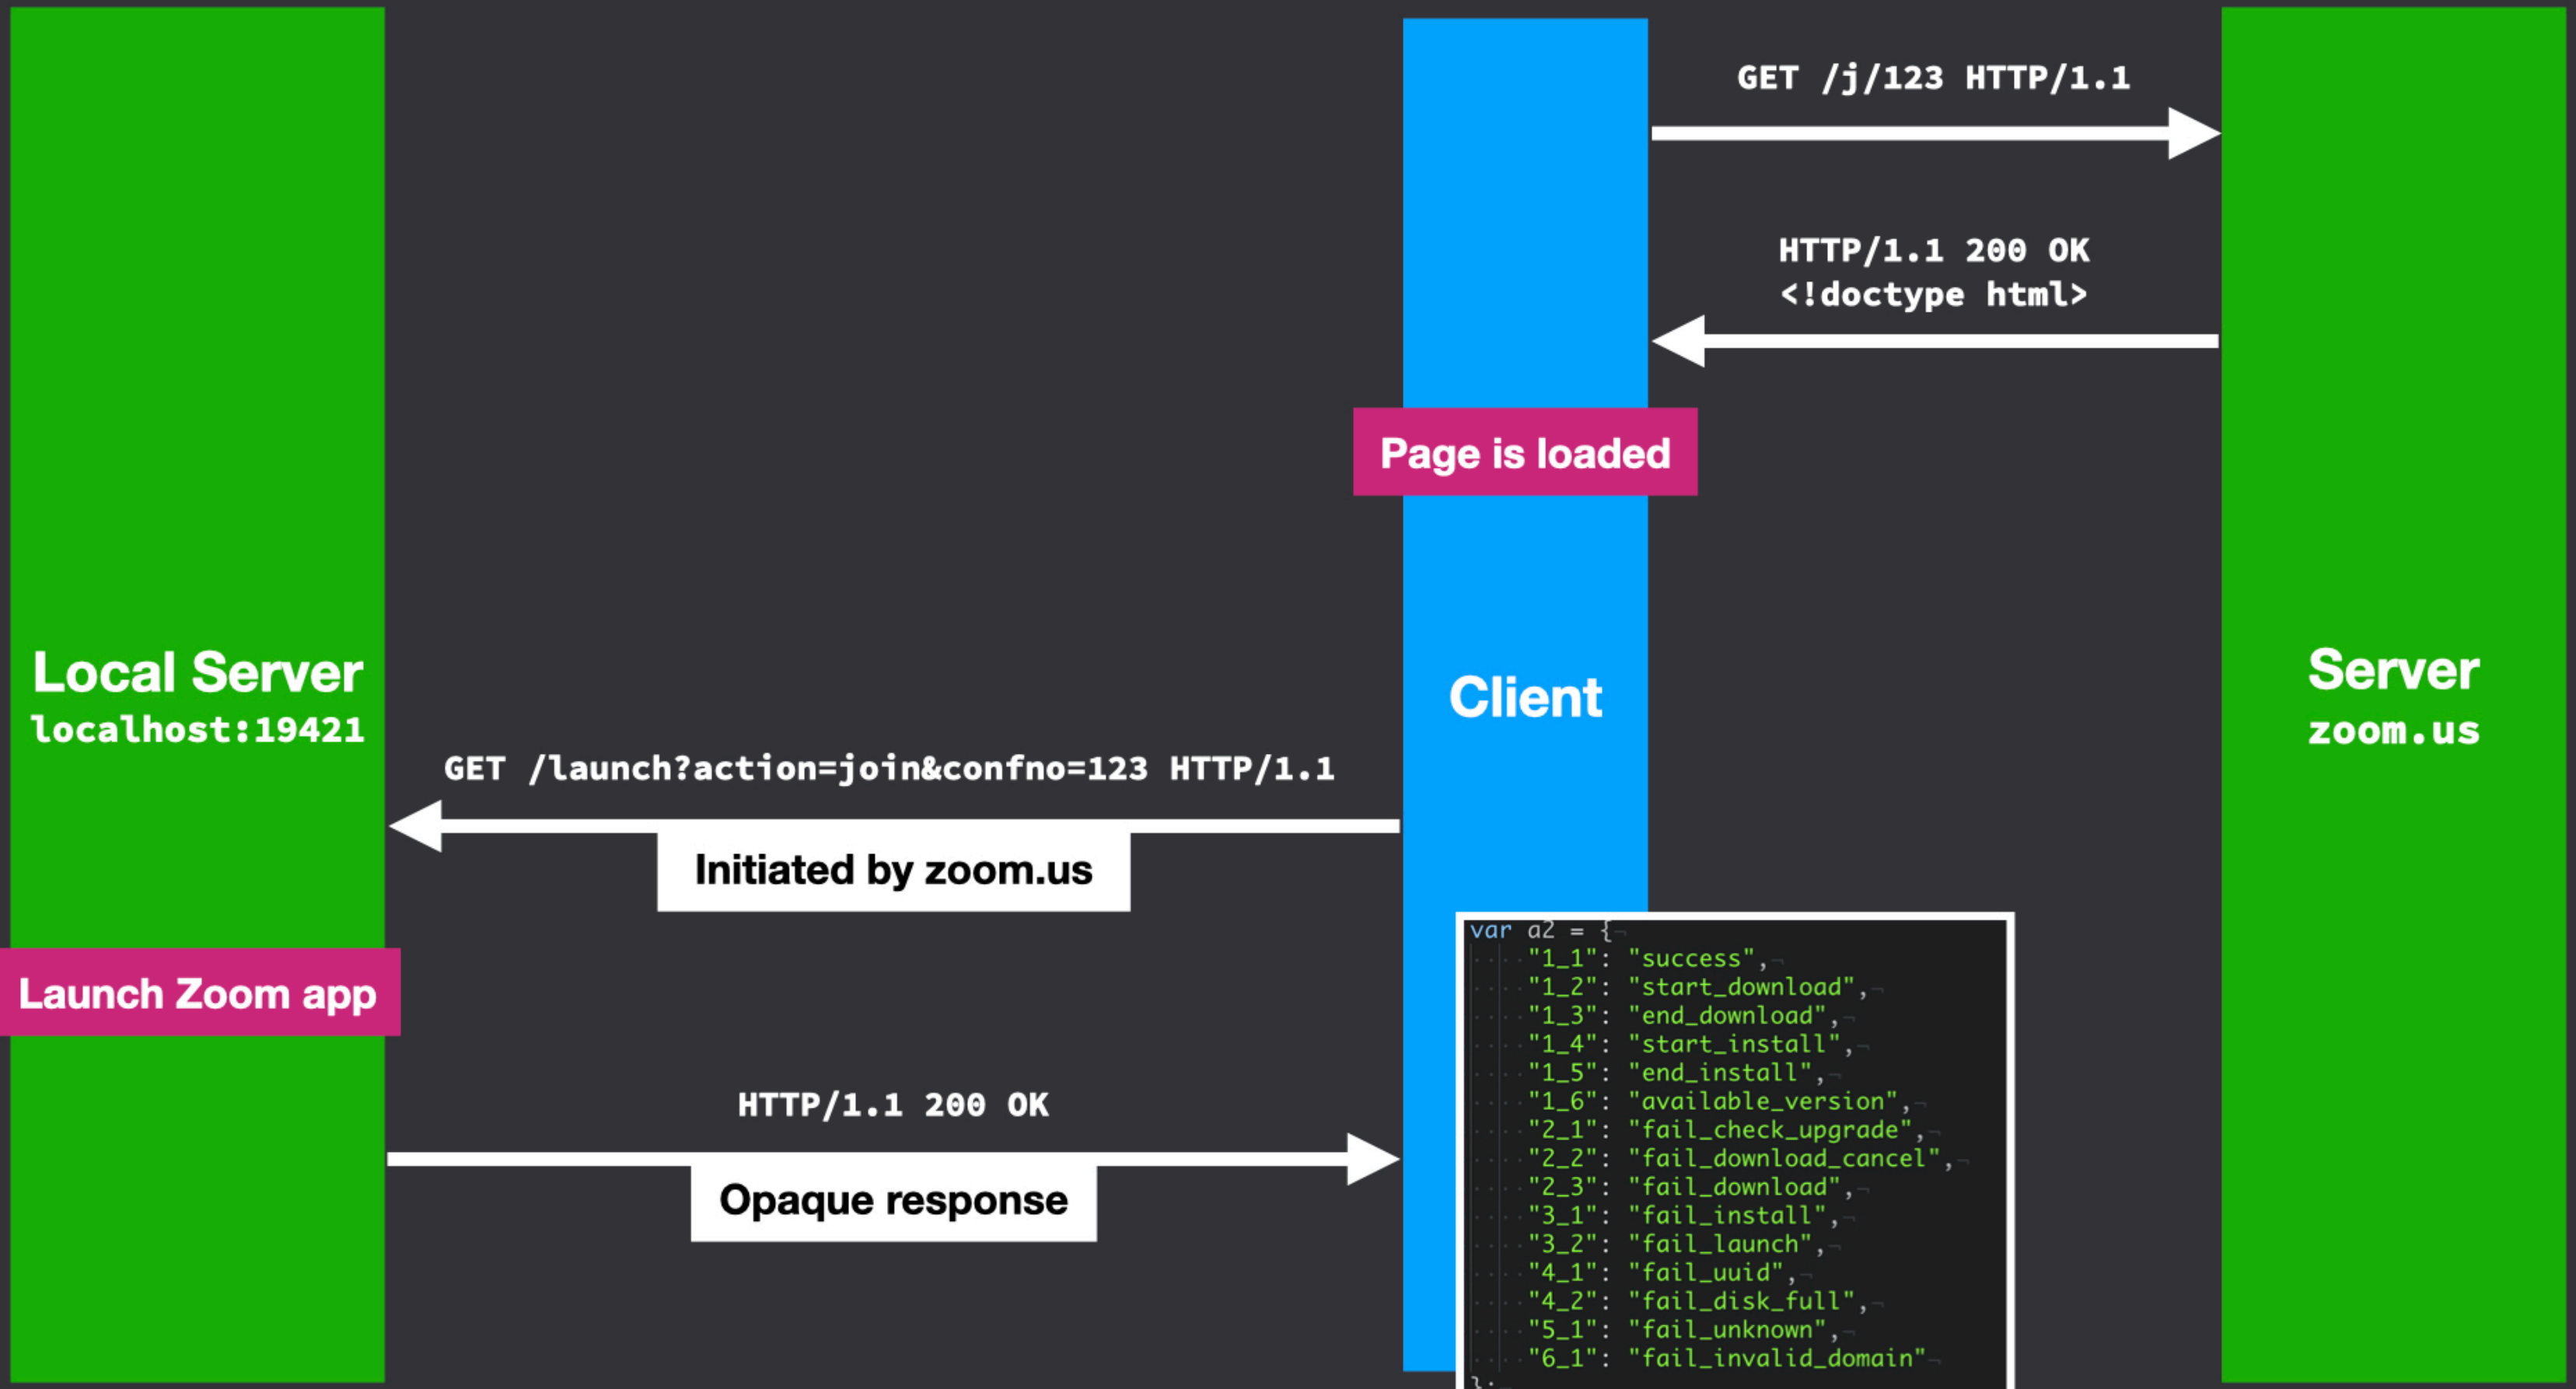 GET /j/123 HTTP/1.1
HTTP/1.1 200 OK
<!doctype html>
Page is loaded
Local Server
localhost:19421
Client
Server
zoom.us
GET /launch?action=join&confno=123 HTTP/1.1
Initiated by zoom.us
Launch Zoom app
HTTP/1.1 200 OK
Opaque response
var a2 = {
"1_1": "success",
"1_2": "start_download",
"1_3": "end_download",
"1_4": "start_install",
"1_5": "end_install",
"1_6": "available_version",
"2_1": "fail_check_upgrade",
"2_2": "fail_download_cancel",
"2_3": "fail_download",
"3_1": "fail_install",
"3_2": "fail_launch",
"4_1": "fail_uuid",
"4_2": "fail_disk_full",
"5_1": "fail_unknown",
"6_1": "fail_invalid_domain"
};